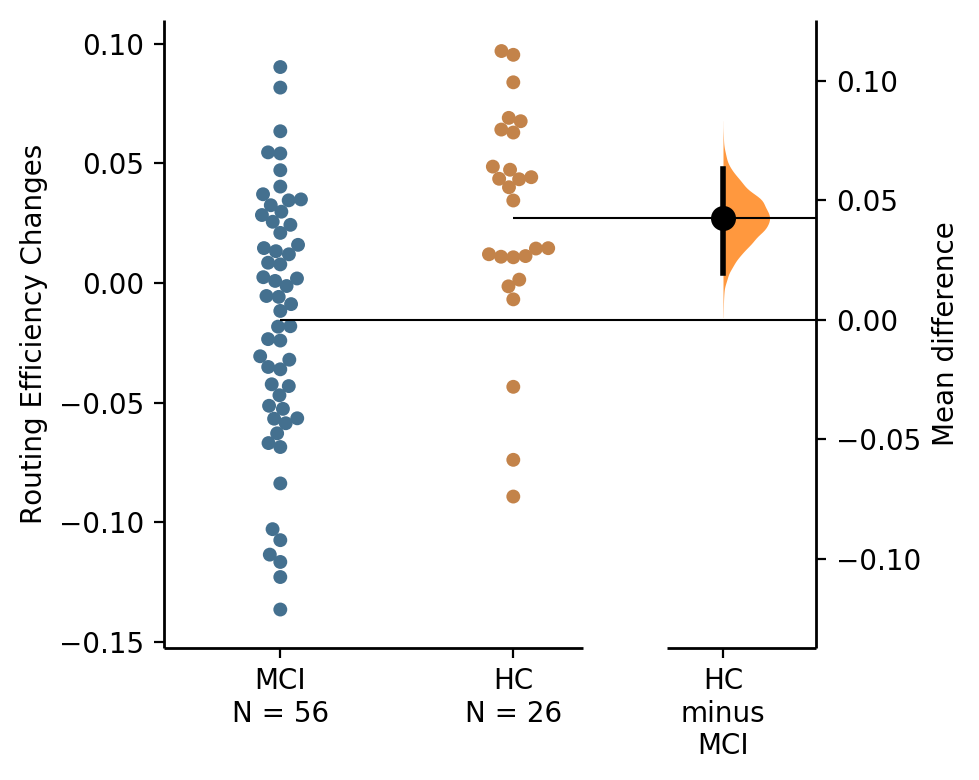 Routing Efficiency Changes
0.10
0.05
0.00
−0.05
−0.10
−0.15
MCI
N = 56
HC
N = 26
HC
minus
MCI
0.10
0.05
0.00
−0.05
−0.10
Mean difference